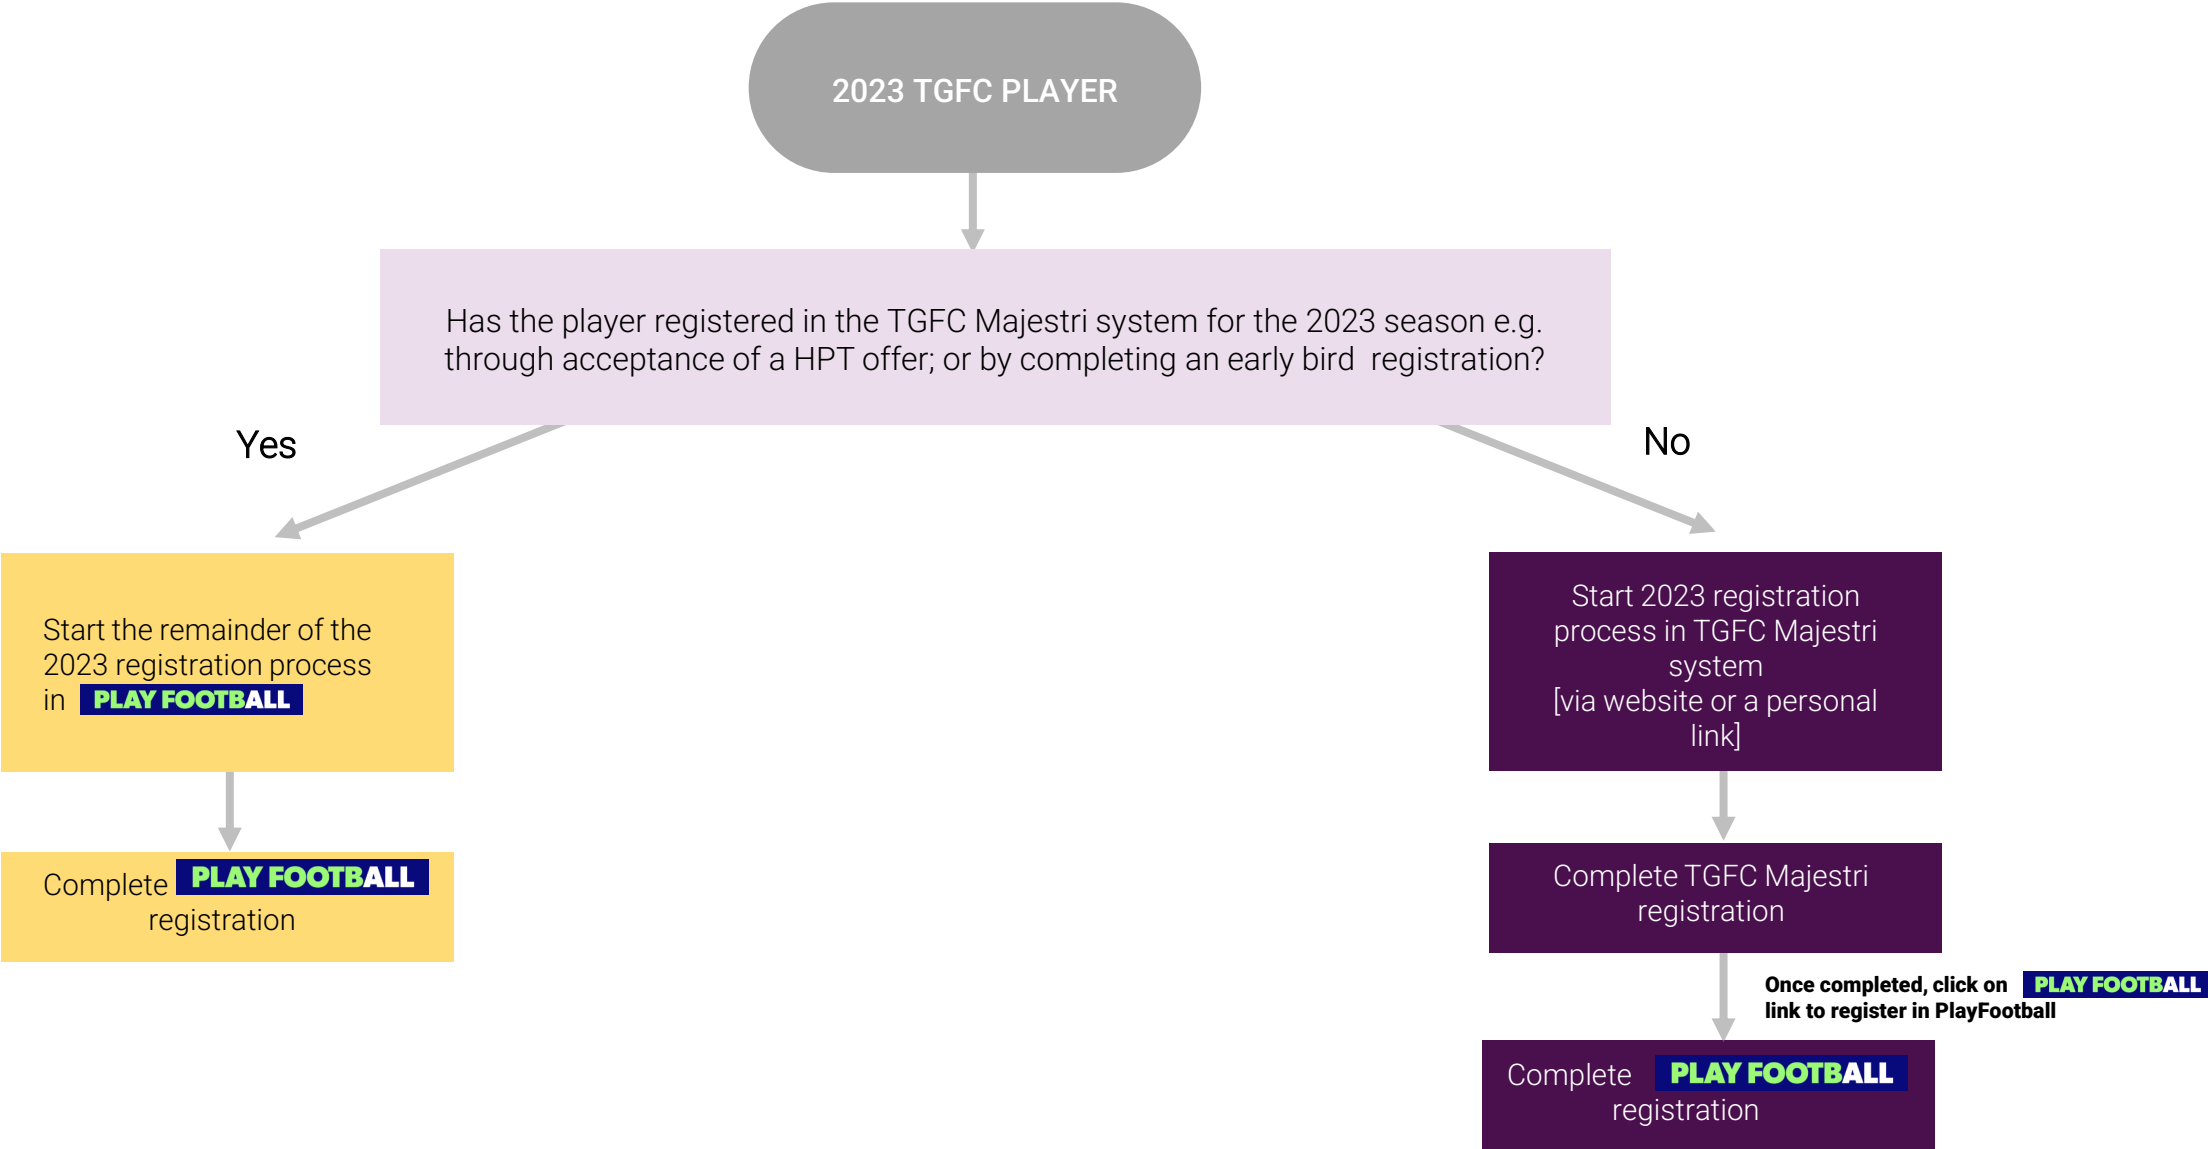 2023 TGFC PLAYER
Has the player registered in the TGFC Majestri system for the 2023 season e.g.
through acceptance of a HPT offer; or by completing an early bird registration?
Yes
No
Start the remainder of the
2023 registration process
in PLAY FOOTBALL
Complete PLAY FOOTBALL
registration
Start 2023 registration
process in TGFC Majestri
system
[via website or a personal
link]
Complete TGFC Majestri
registration
Once completed, click on PLAY FOOTBALL
link to register in PlayFootball
Complete PLAY FOOTBALL
registration